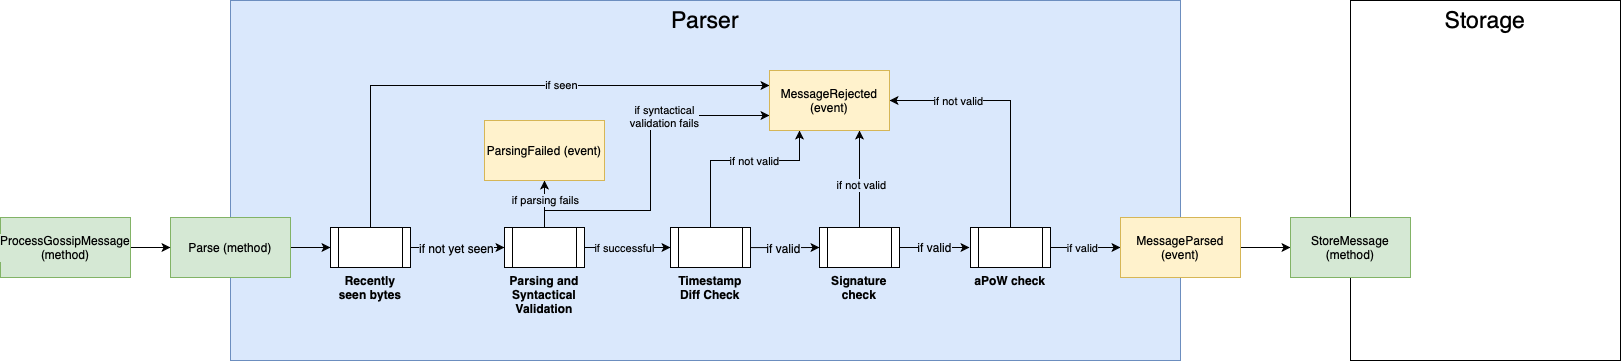 Parser
Storage
if seen
MessageRejected
(event)
if not valid
if syntactical
validation fails
ParsingFailed (event)
if not valid
if not valid
if parsing fails
ProcessGossipMessage
(method)
Parse (method)
if not yet seen
if successful
if valid
if valid
if valid
MessageParsed
(event)
StoreMessage
(method)
Recently
seen bytes
Parsing and
Syntactical
Validation
Timestamp
Diff Check
Signature
check
aPoW check